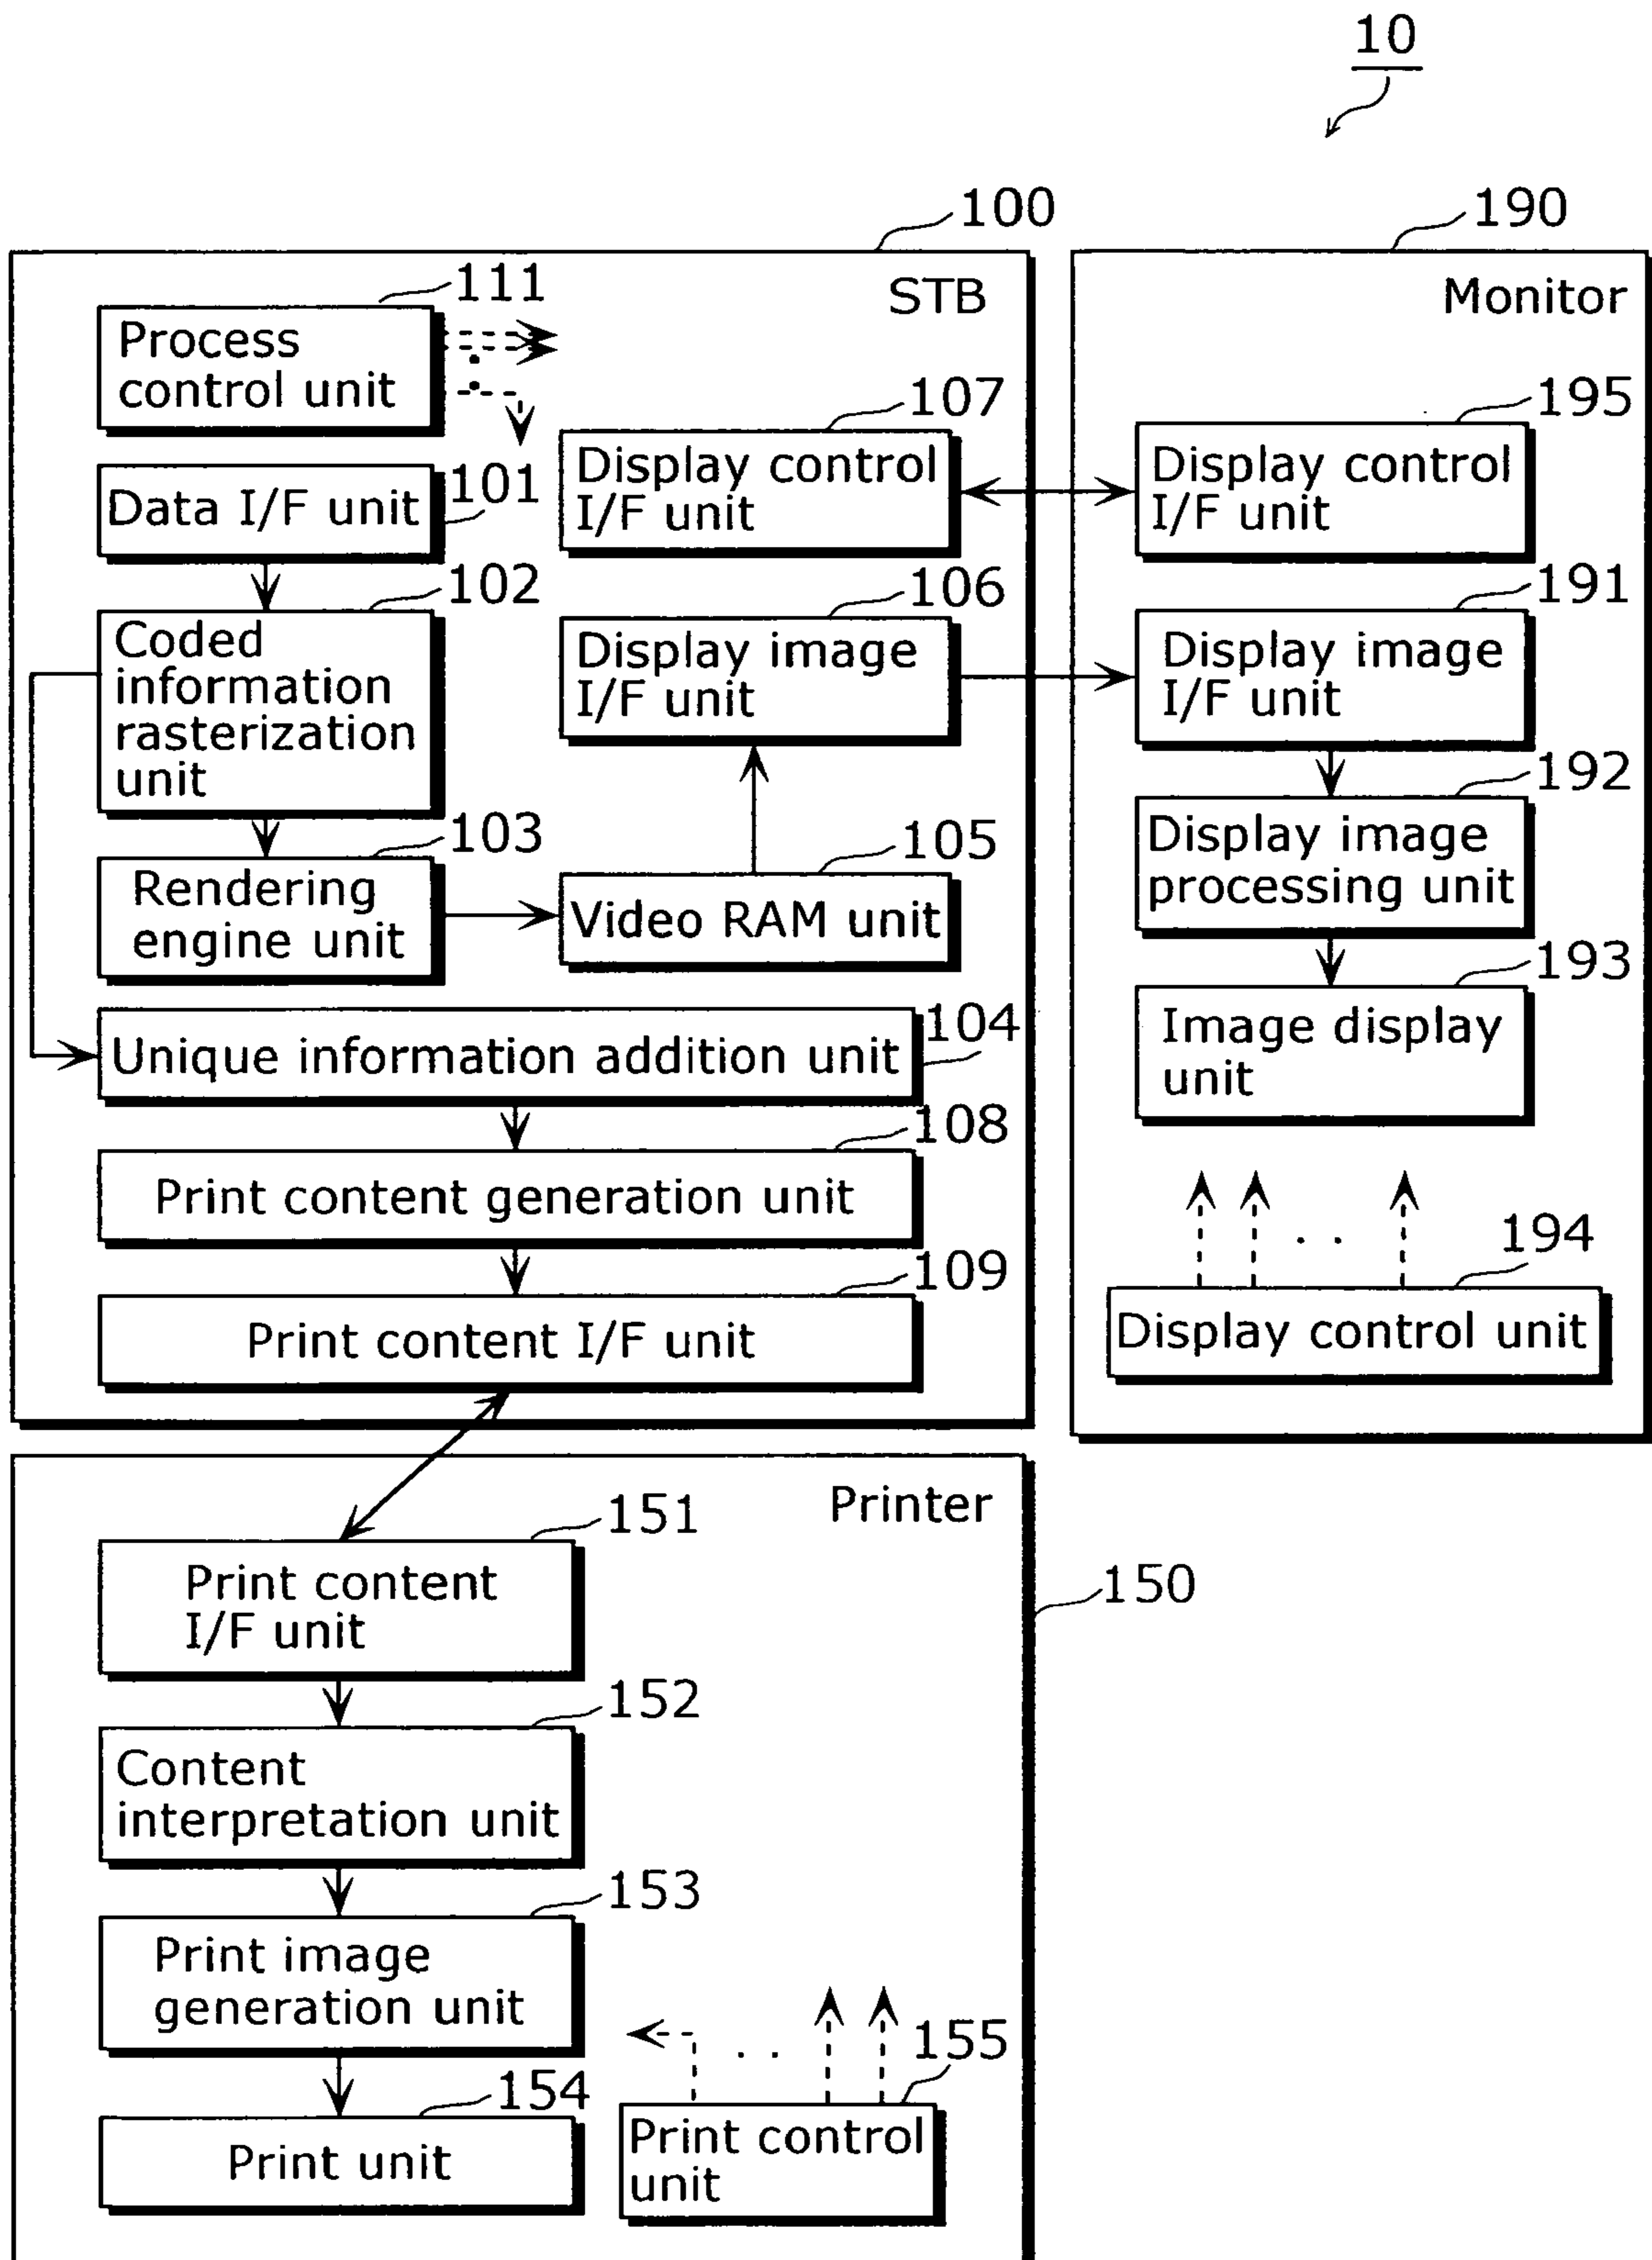 10
100
STB
111
Process
control unit
101
Data I/F unit
107
Display control
I/F unit
102
Coded
information
rasterization
unit
106
Display image
I/F unit
103
Rendering
engine unit
105
Video RAM unit
104
Unique information addition unit
108
Print content generation unit
109
Print content I/F unit
190
Monitor
195
Display control
I/F unit
191
Display image
I/F unit
192
Display image
processing unit
193
Image display
unit
194
Display control unit
Printer
150
151
Print content
I/F unit
152
Content
interpretation unit
153
Print image
generation unit
154
Print unit
155
Print control
unit